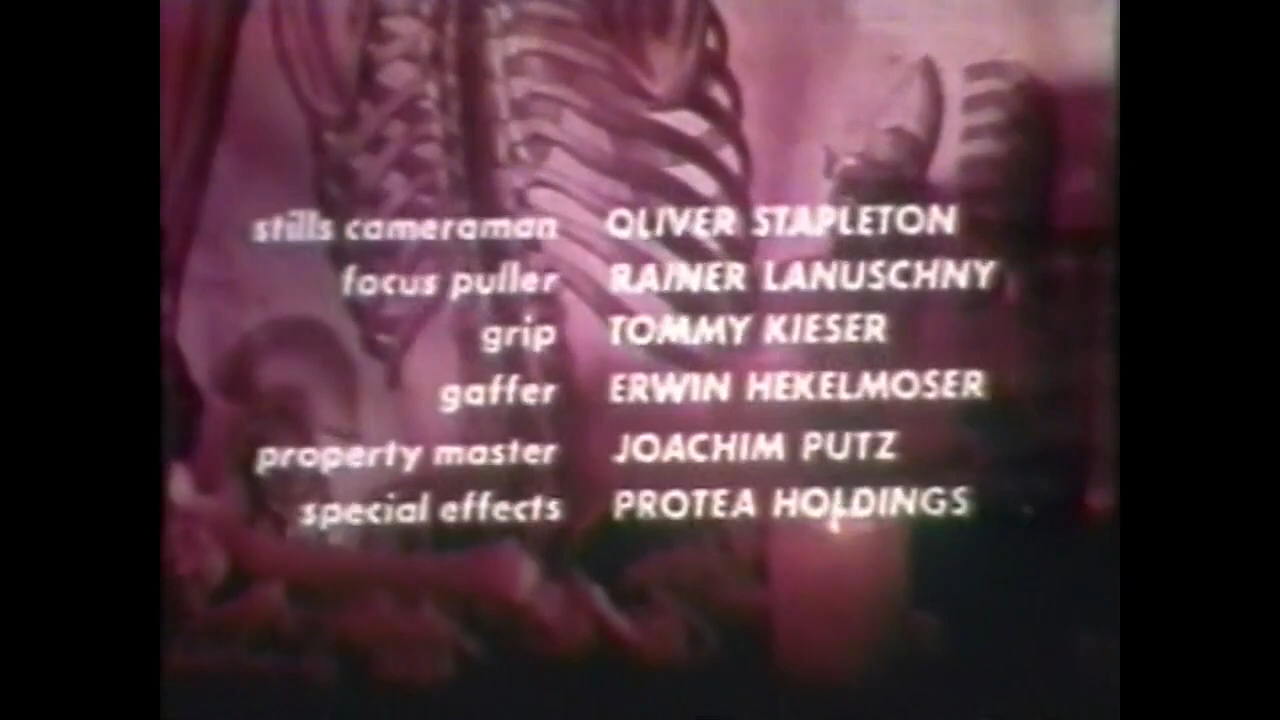 stills cameraman OLIVER STAPLETON
focus puller RAINER LANUSCHNY
grip TOMMY KIESER
gaffer ERWIN HEKELMOSER
property master JOACHIM PUTZ
special effects PROTEA HOLDINGS